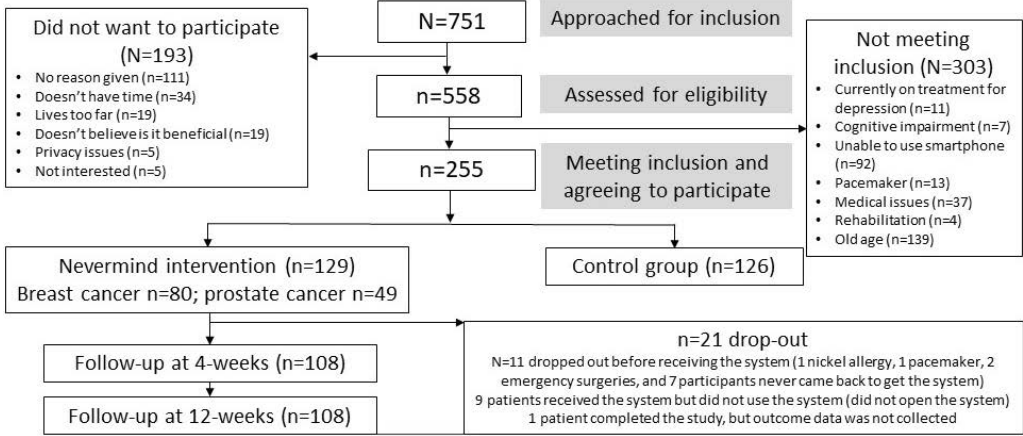 N=751
Approached for inclusion
Did not want to participate
(N=193)
• No reason given (n=111)
• Doesn't have time (n=34)
• Lives too far (n=19)
• Doesn't believe is it beneficial (n=19)
• Privacy issues (n=5)
• Not interested (n=5)
n=558
Assessed for eligibility
Not meeting
inclusion (N=303)
• Currently on treatment for
depression (n=11)
• Cognitive impairment (n=7)
• Unable to use smartphone
(n=92)
• Pacemaker (n=13)
• Medical issues (n=37)
• Rehabilitation (n=4)
• Old age (n=139)
n=255
Meeting inclusion and
agreeing to participate
Nevermind intervention (n=129)
Breast cancer n=80; prostate cancer n=49
Control group (n=126)
n=21 drop-out
N=11 dropped out before receiving the system (1 nickel allergy, 1 pacemaker, 2
emergency surgeries, and 7 participants never came back to get the system)
9 patients received the system but did not use the system (did not open the system)
1 patient completed the study, but outcome data was not collected
Follow-up at 4-weeks (n=108)
Follow-up at 12-weeks (n=108)